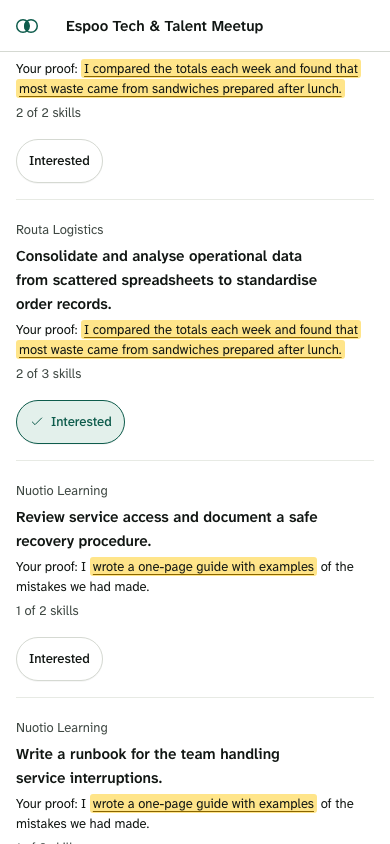 Espoo Tech & Talent Meetup
Your proof: I compared the totals each week and found that
most waste came from sandwiches prepared after lunch.
2 of 2 skills
Interested
Routa Logistics
Consolidate and analyse operational data
from scattered spreadsheets to standardise
order records.
Your proof: I compared the totals each week and found that
most waste came from sandwiches prepared after lunch.
2 of 3 skills
Interested
Nuotio Learning
Review service access and document a safe
recovery procedure.
Your proof: I wrote a one-page guide with examples of the
mistakes we had made.
1 of 2 skills
Interested
Nuotio Learning
Write a runbook for the team handling
service interruptions.
Your proof: I wrote a one-page guide with examples of the
mistakes we had made.